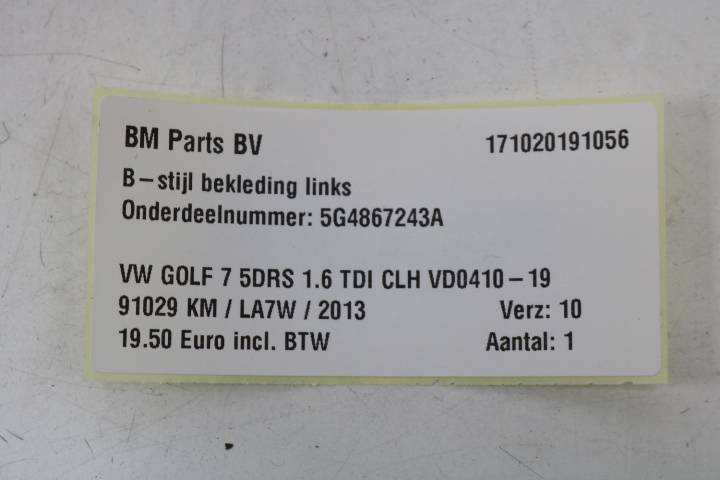 BM Parts BV 171020191056
B-stijl bekleding links
Onderdeelnummer: 5G4867243A
VW GOLF 7 5DRS 1.6 TDI CLH VD0410-19
91029 KM / LA7W / 2013 Verz: 10
19.50 Euro incl. BTW Aantal: 1